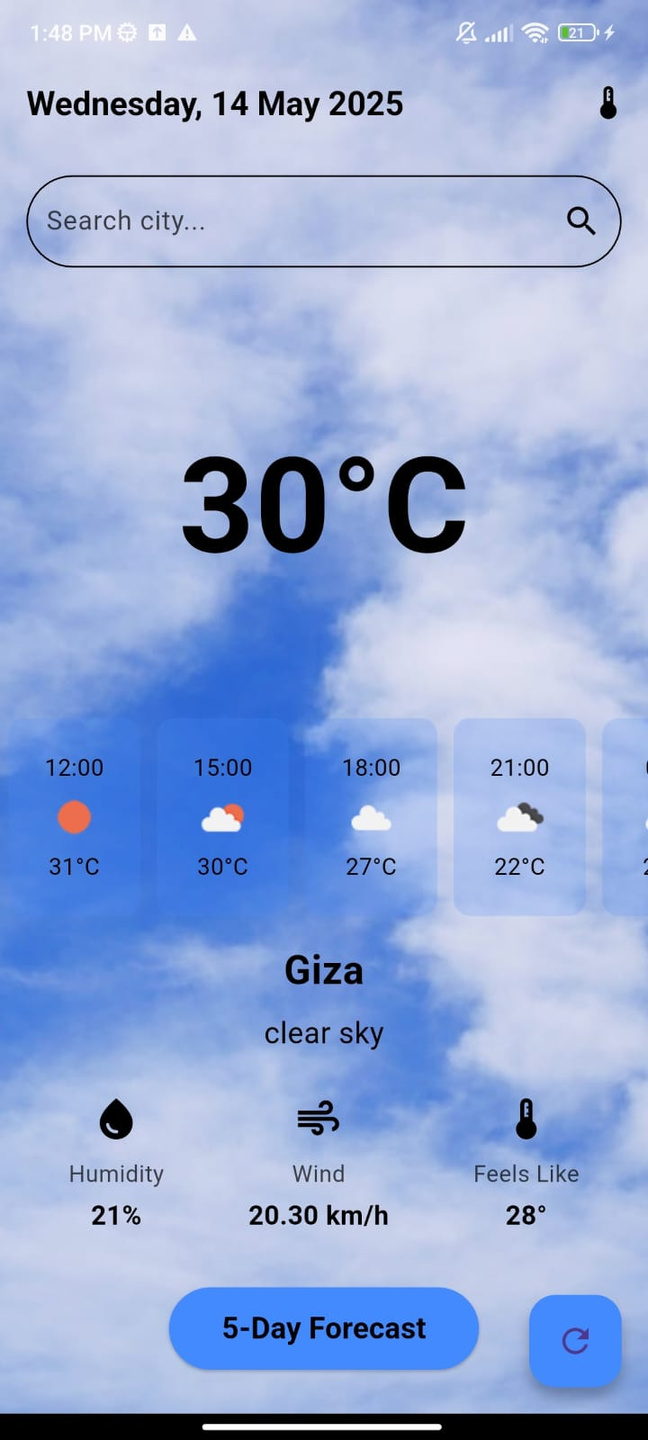 1:48 PM
21
Wednesday, 14 May 2025
Search city...
30°C
12:00 15:00 18:00 21:00
31°C 30°C 27°C 22°C
Giza
clear sky
Humidity Wind Feels Like
21% 20.30 km/h 28°
5-Day Forecast